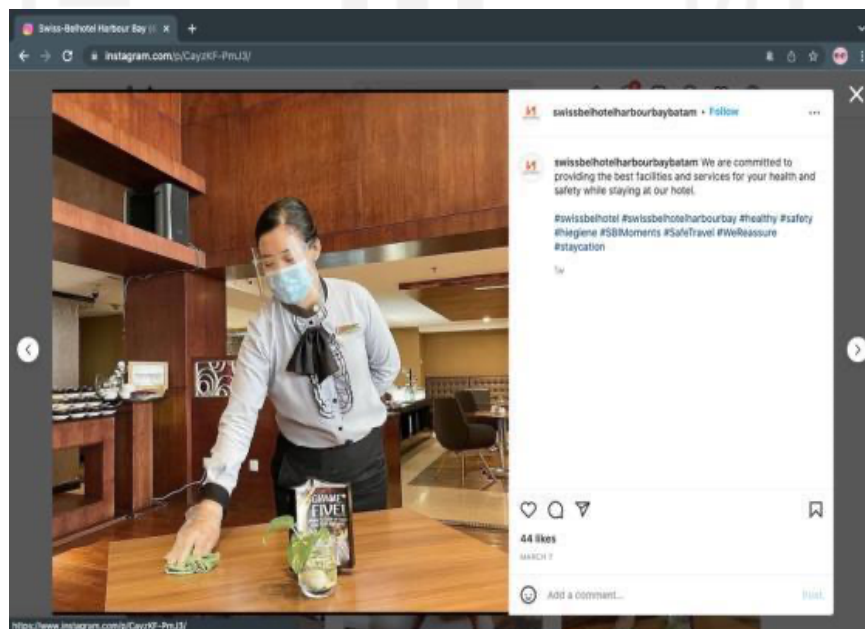 Swiss-Belhotel Harbour Bay
instagram.com/p/CayzKF-PmJ3/
swissbelhotelharbourbaybatam • Follow
swissbelhotelharbourbaybatam We are committed to
providing the best facilities and services for your health and
safety while staying at our hotel.
#swissbelhotel #swissbelhotelharbourbay #healthy #safety
#hiegiene #SBIMoments #SafeTravel #WeReassure
#staycation
1w
GIMME
FIVE!
44 likes
MARCH 7
Add a comment...
Post
https://www.instagram.com/p/CayzKF-PmJ3/